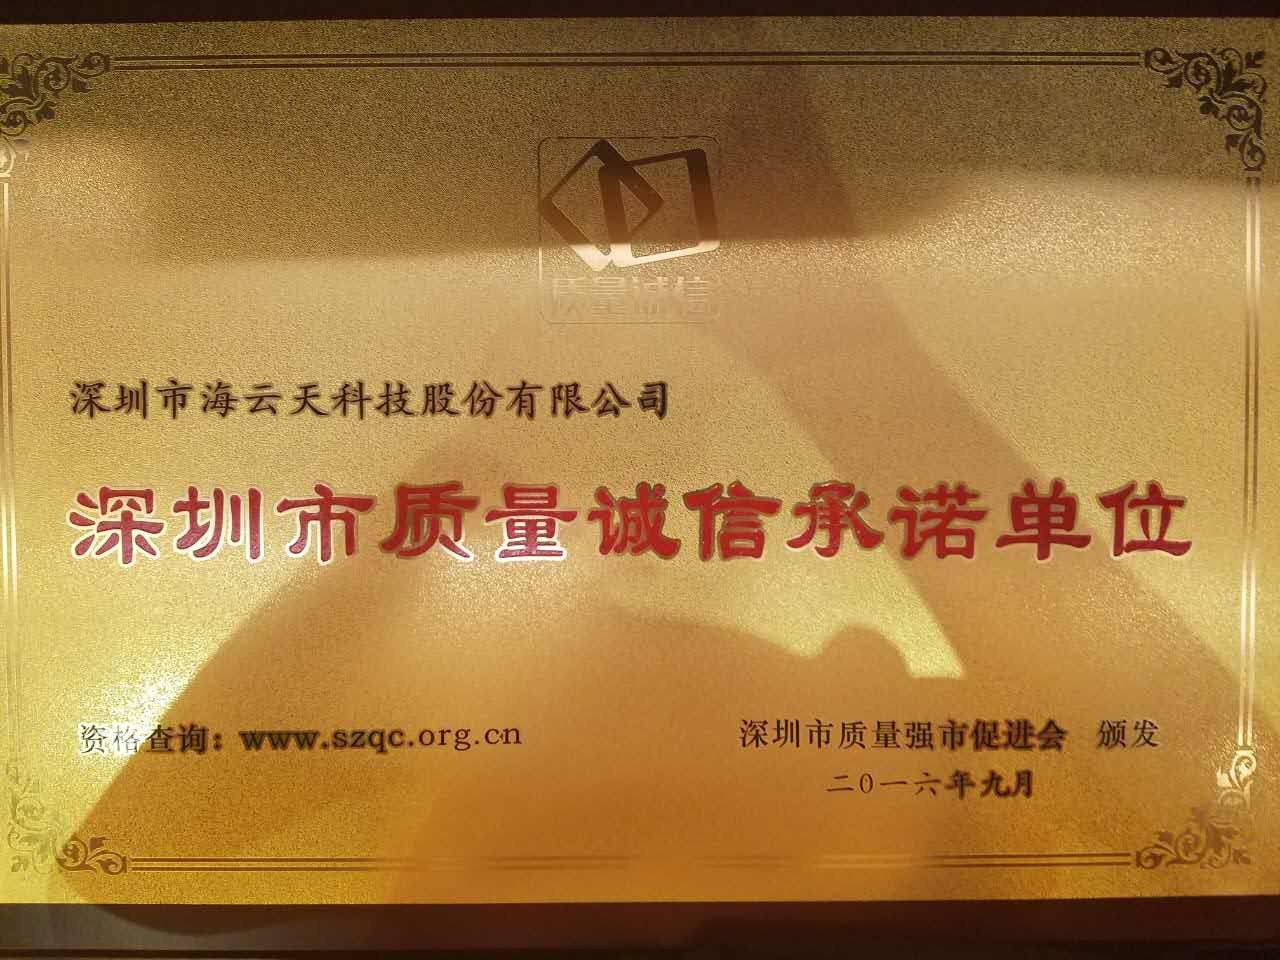 质量诚信
深圳市海云天科技股份有限公司
深圳市质量诚信承诺单位
资格查询：www.szqc.org.cn
深圳市质量强市促进会 颁发
二〇一六年九月